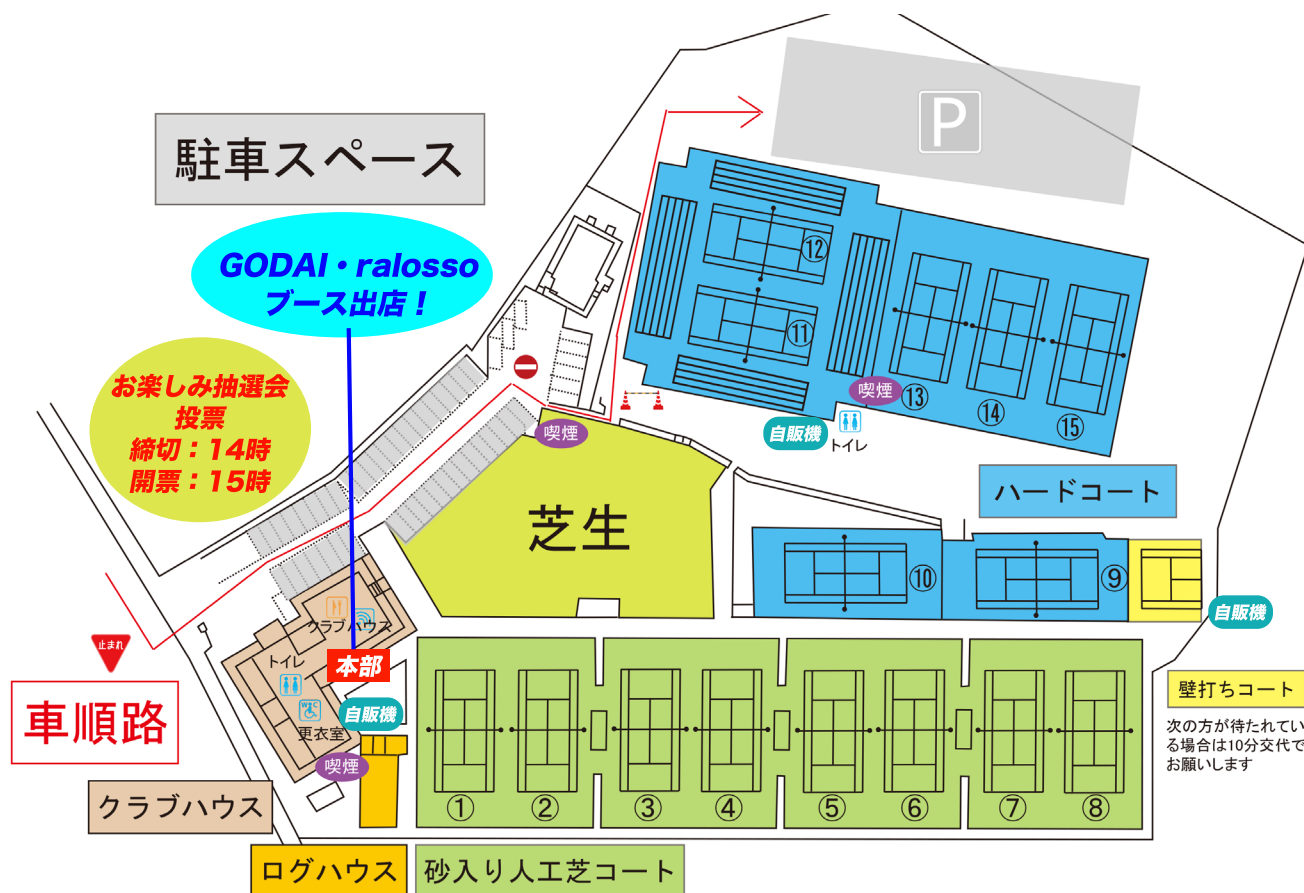 P
駐車スペース
GODAI・ralosso
ブース出店！
⑫
⑪
お楽しみ抽選会
投票
締切：14時
開票：15時
喫煙
⑬
⑭
⑮
喫煙
自販機
トイレ
ハードコート
芝生
⑩
⑨
自販機
クラブハウス
止まれ
トイレ
本部
WC
自販機
更衣室
車順路
喫煙
壁打ちコート
次の方が待たれてい
る場合は10分交代で
お願いします
①
②
③
④
⑤
⑥
⑦
⑧
クラブハウス
ログハウス
砂入り人工芝コート